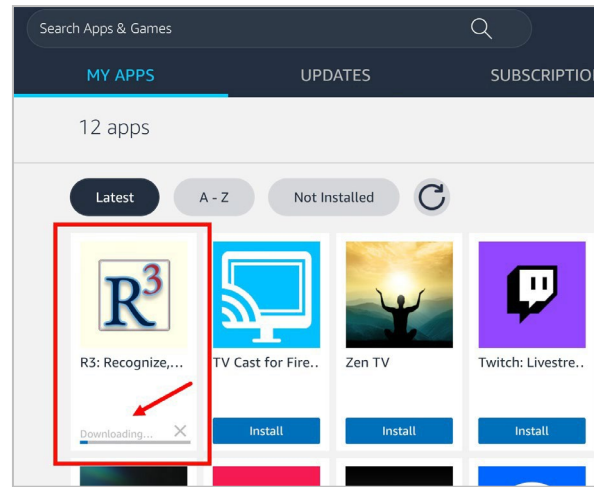 Search Apps & Games
MY APPS UPDATES SUBSCRIPTIO
12 apps
Latest A - Z Not Installed
R3
R3: Recognize,... TV Cast for Fire.. Zen TV Twitch: Livestre..
Downloading... Install Install Install